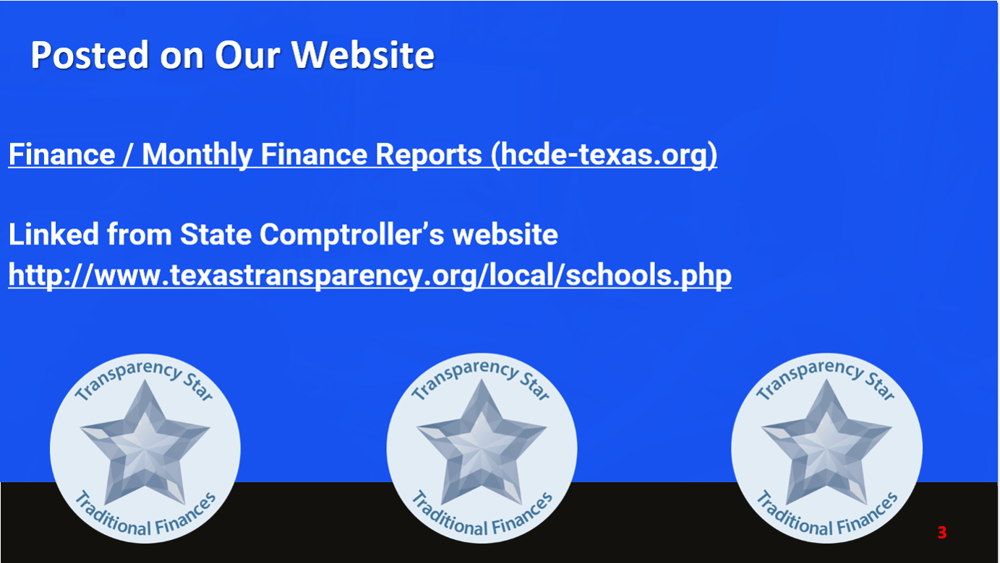 Posted on Our Website
Finance / Monthly Finance Reports (hcde-texas.org)
Linked from State Comptroller’s website
http://www.texastransparency.org/local/schools.php
Transparency Star
Traditional Finances
Transparency Star
Traditional Finances
Transparency Star
Traditional Finances
3